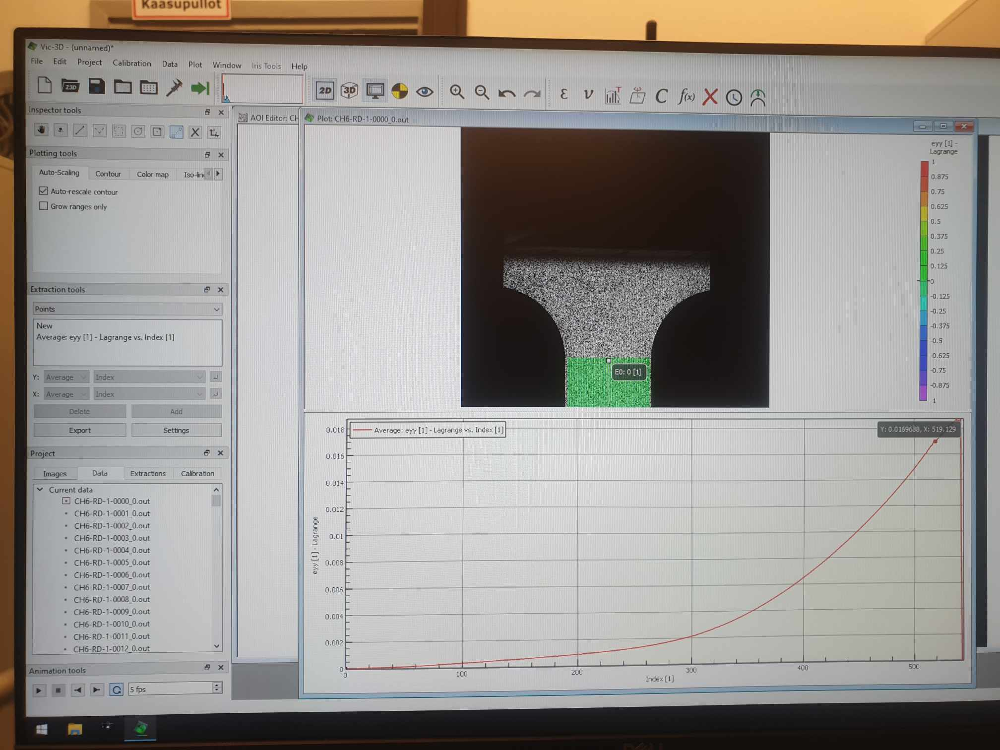 Kaasupullot
Vic-3D - (unnamed)*
File Edit Project Calibration Data Plot Window Iris Tools Help
Z3D 2D 3D ε ν T C f(x)
Inspector tools
AOI Editor: CH
Plot: CH6-RD-1-0000_0.out
Plotting tools
Auto-Scaling Contour Color map Iso-line
Auto-rescale contour
Grow ranges only
eyy [1] -
Lagrange
1
0.875
0.75
0.625
0.5
0.375
0.25
0.125
0
-0.125
-0.25
-0.375
-0.5
-0.625
-0.75
-0.875
-1
E0: 0 [1]
Extraction tools
Points
New
Average: eyy [1] - Lagrange vs. Index [1]
Y: Average Index
X: Average Index
Delete Add
Export Settings
Project
Images Data Extractions Calibration
Current data
CH6-RD-1-0000_0.out
CH6-RD-1-0001_0.out
CH6-RD-1-0002_0.out
CH6-RD-1-0003_0.out
CH6-RD-1-0004_0.out
CH6-RD-1-0005_0.out
CH6-RD-1-0006_0.out
CH6-RD-1-0007_0.out
CH6-RD-1-0008_0.out
CH6-RD-1-0009_0.out
CH6-RD-1-0010_0.out
CH6-RD-1-0011_0.out
CH6-RD-1-0012_0.out
Animation tools
5 fps
Average: eyy [1] - Lagrange vs. Index [1]
Y: 0.0169688, X: 519.129
eyy [1] - Lagrange
0.018
0.016
0.014
0.012
0.01
0.008
0.006
0.004
0.002
0
0 100 200 300 400 500
Index [1]
DELL